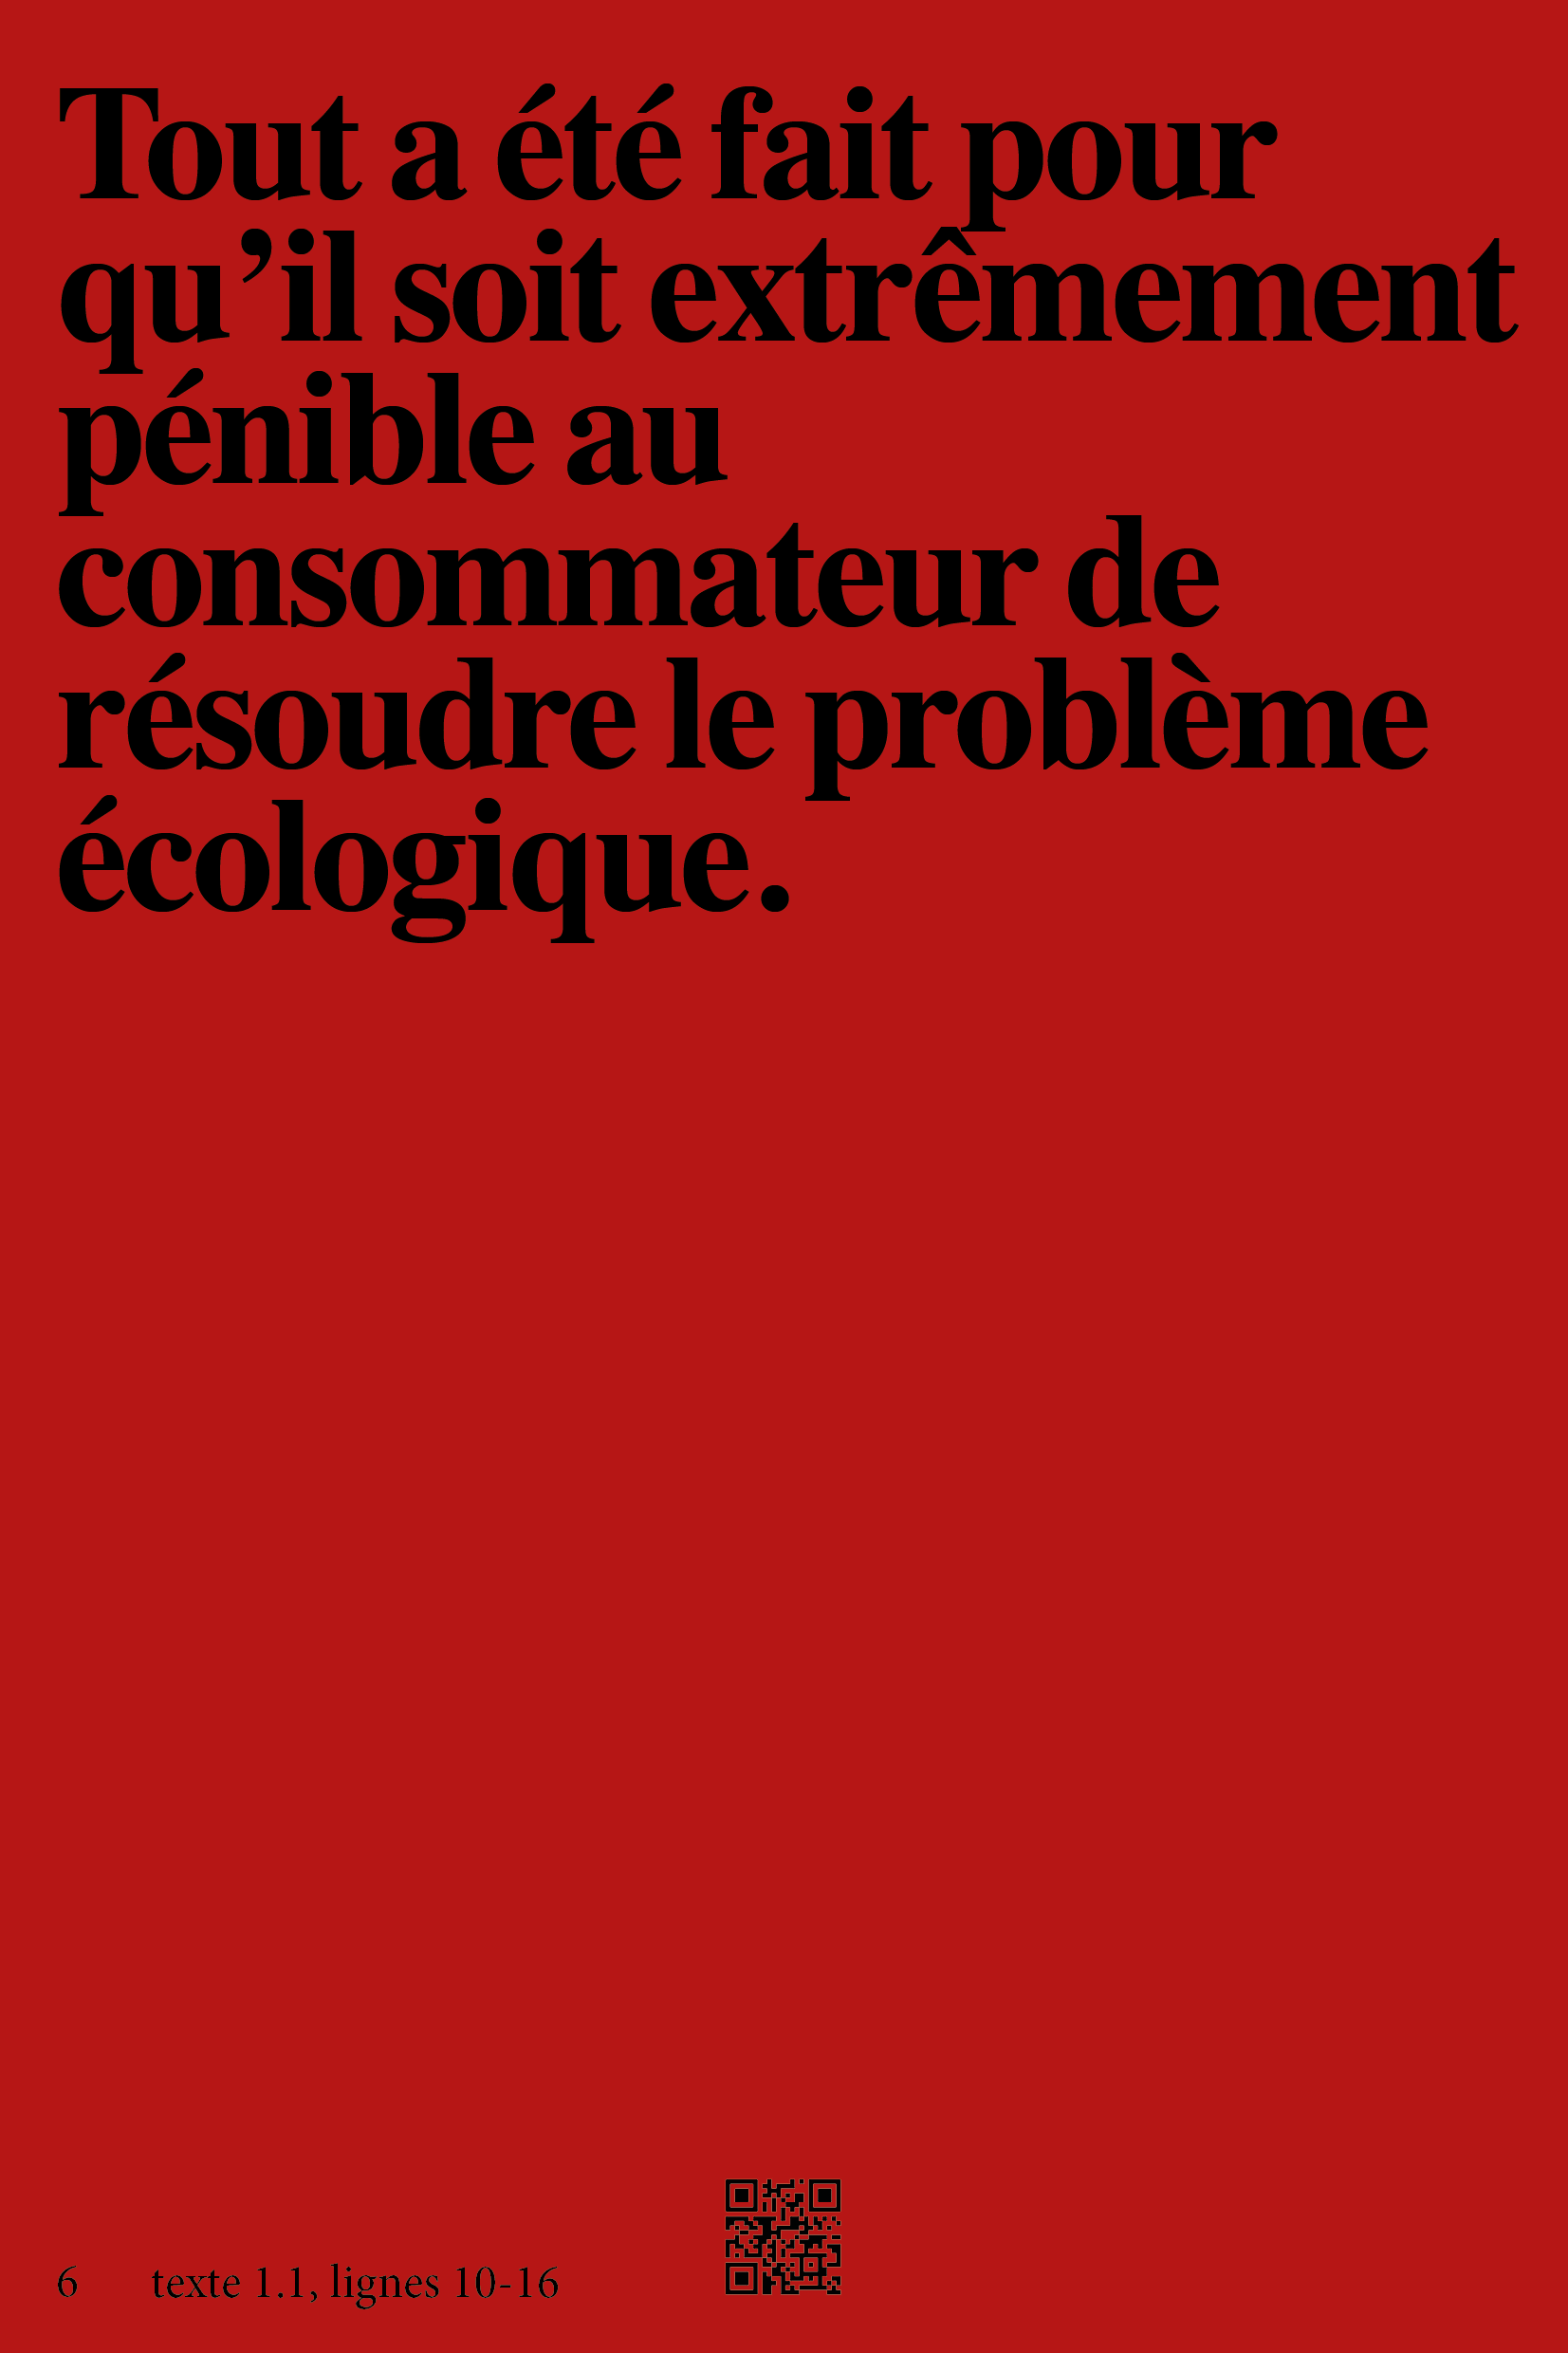 Tout a été fait pour
qu’il soit extrêmement
pénible au
consommateur de
résoudre le problème
écologique.
6 texte 1.1, lignes 10-16